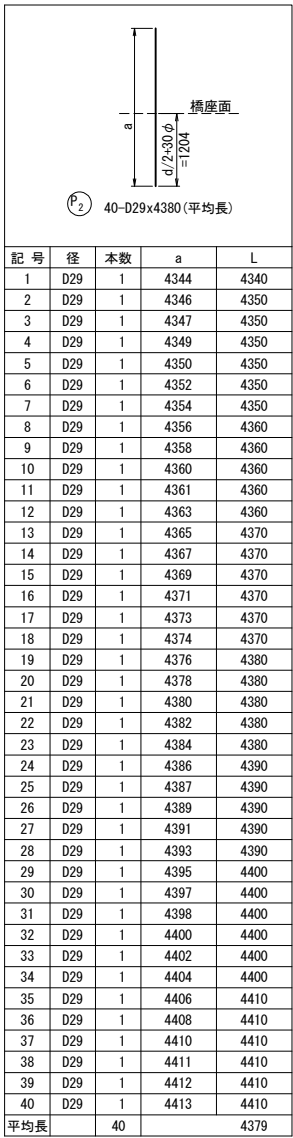 橋座面
a
d/2+30φ
=1204
P2 40-D29x4380(平均長)
記 号 径 本数 a L
1 D29 1 4344 4340
2 D29 1 4346 4350
3 D29 1 4347 4350
4 D29 1 4349 4350
5 D29 1 4350 4350
6 D29 1 4352 4350
7 D29 1 4354 4350
8 D29 1 4356 4360
9 D29 1 4358 4360
10 D29 1 4360 4360
11 D29 1 4361 4360
12 D29 1 4363 4360
13 D29 1 4365 4370
14 D29 1 4367 4370
15 D29 1 4369 4370
16 D29 1 4371 4370
17 D29 1 4373 4370
18 D29 1 4374 4370
19 D29 1 4376 4380
20 D29 1 4378 4380
21 D29 1 4380 4380
22 D29 1 4382 4380
23 D29 1 4384 4380
24 D29 1 4386 4390
25 D29 1 4387 4390
26 D29 1 4389 4390
27 D29 1 4391 4390
28 D29 1 4393 4390
29 D29 1 4395 4400
30 D29 1 4397 4400
31 D29 1 4398 4400
32 D29 1 4400 4400
33 D29 1 4402 4400
34 D29 1 4404 4400
35 D29 1 4406 4410
36 D29 1 4408 4410
37 D29 1 4410 4410
38 D29 1 4411 4410
39 D29 1 4412 4410
40 D29 1 4413 4410
平均長 40 4379